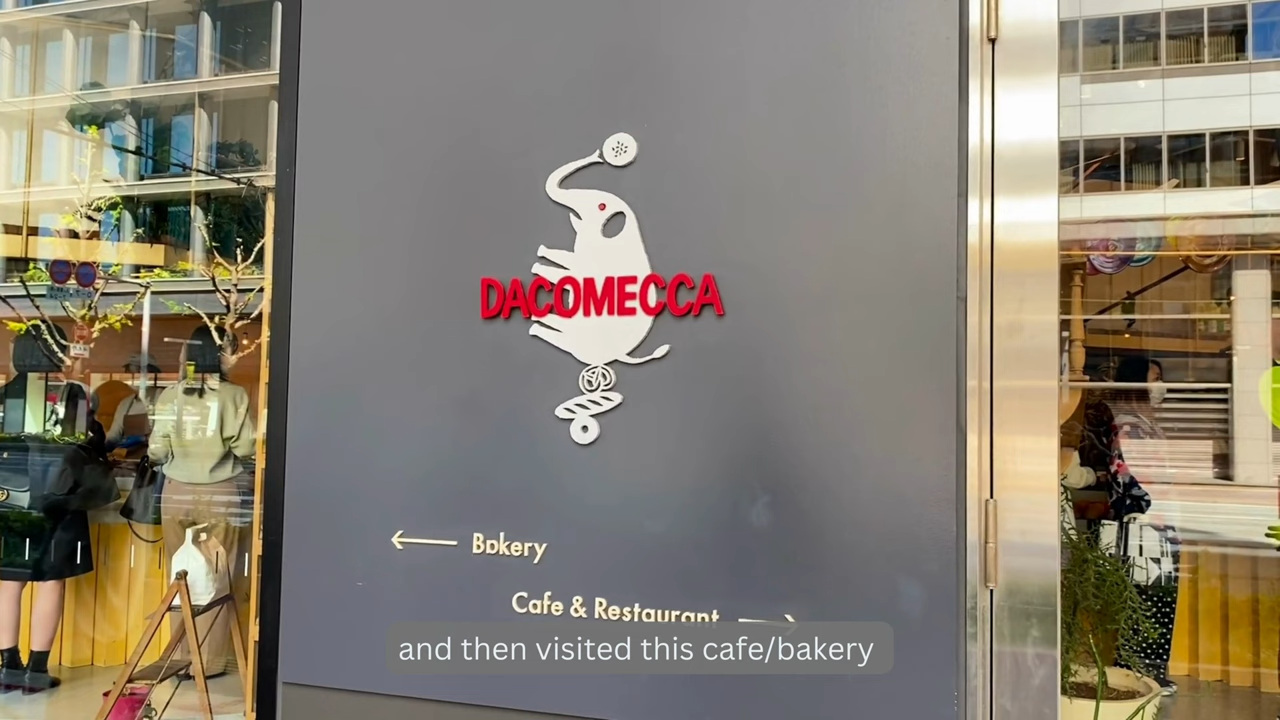 DACOMECCA
← Bakery
Cafe & Restaurant →
and then visited this cafe/bakery